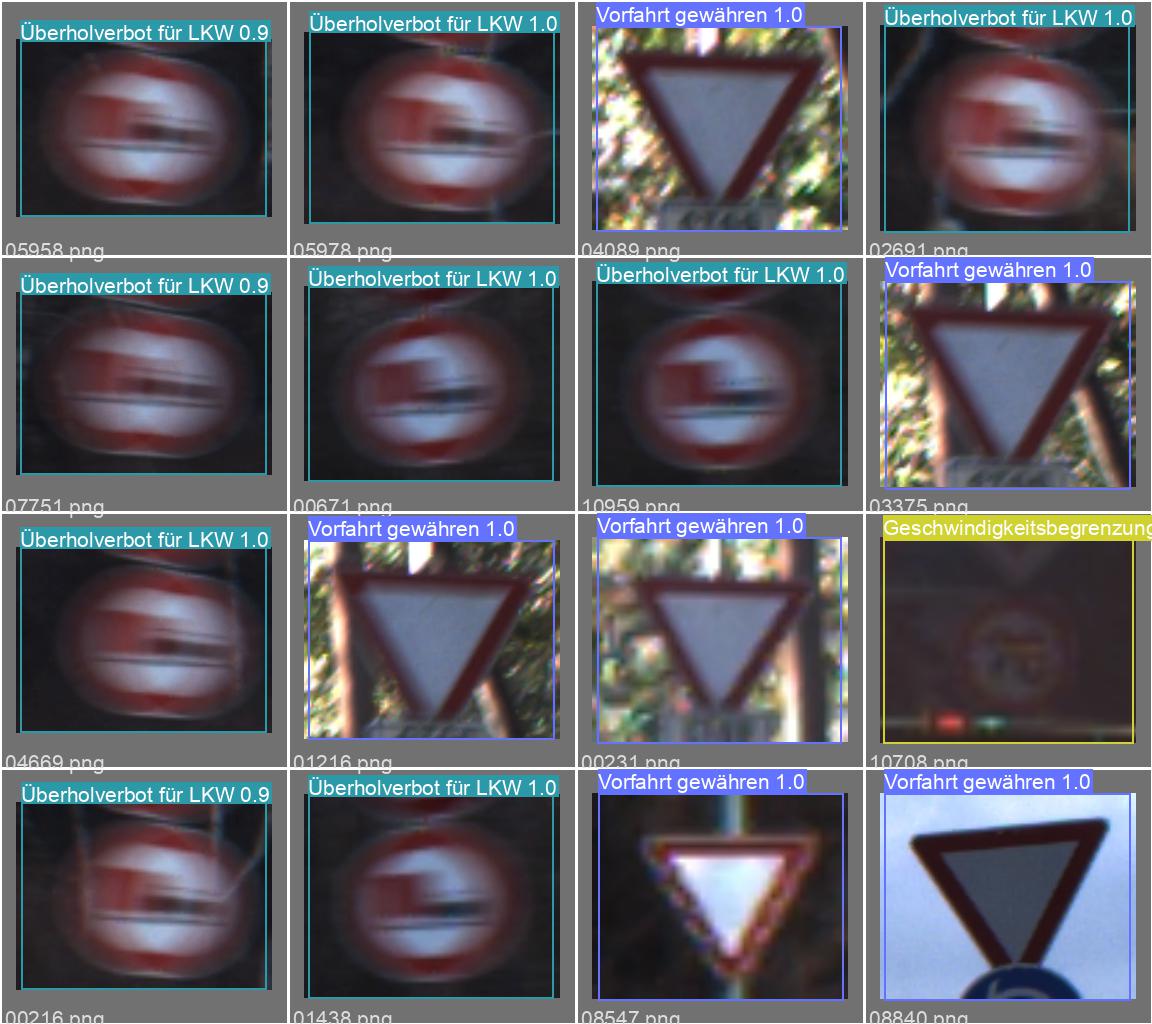 Überholverbot für LKW 0.9
Überholverbot für LKW 1.0
Vorfahrt gewähren 1.0
Überholverbot für LKW 1.0
05958.png
05978.png
04089.png
02691.png
Überholverbot für LKW 0.9
Überholverbot für LKW 1.0
Überholverbot für LKW 1.0
Vorfahrt gewähren 1.0
07751.png
00671.png
10959.png
03375.png
Überholverbot für LKW 1.0
Vorfahrt gewähren 1.0
Vorfahrt gewähren 1.0
Geschwindigkeitsbegrenzung
04669.png
01216.png
00231.png
10708.png
Überholverbot für LKW 0.9
Überholverbot für LKW 1.0
Vorfahrt gewähren 1.0
Vorfahrt gewähren 1.0
00216.png
01438.png
08547.png
08840.png